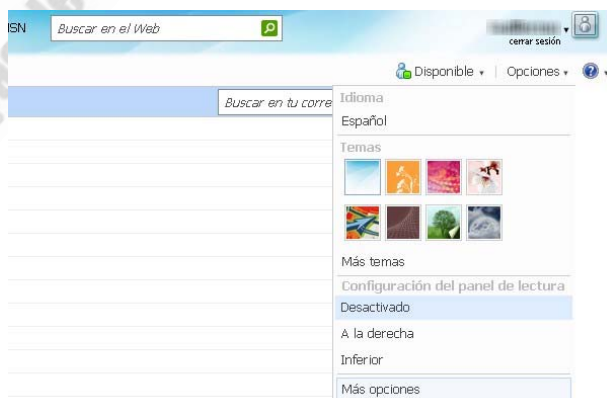 ISN
Buscar en el Web
cerrar sesión
Disponible
Opciones
Buscar en tu corre
Idioma
Español
Temas
Más temas
Configuración del panel de lectura
Desactivado
A la derecha
Inferior
Más opciones